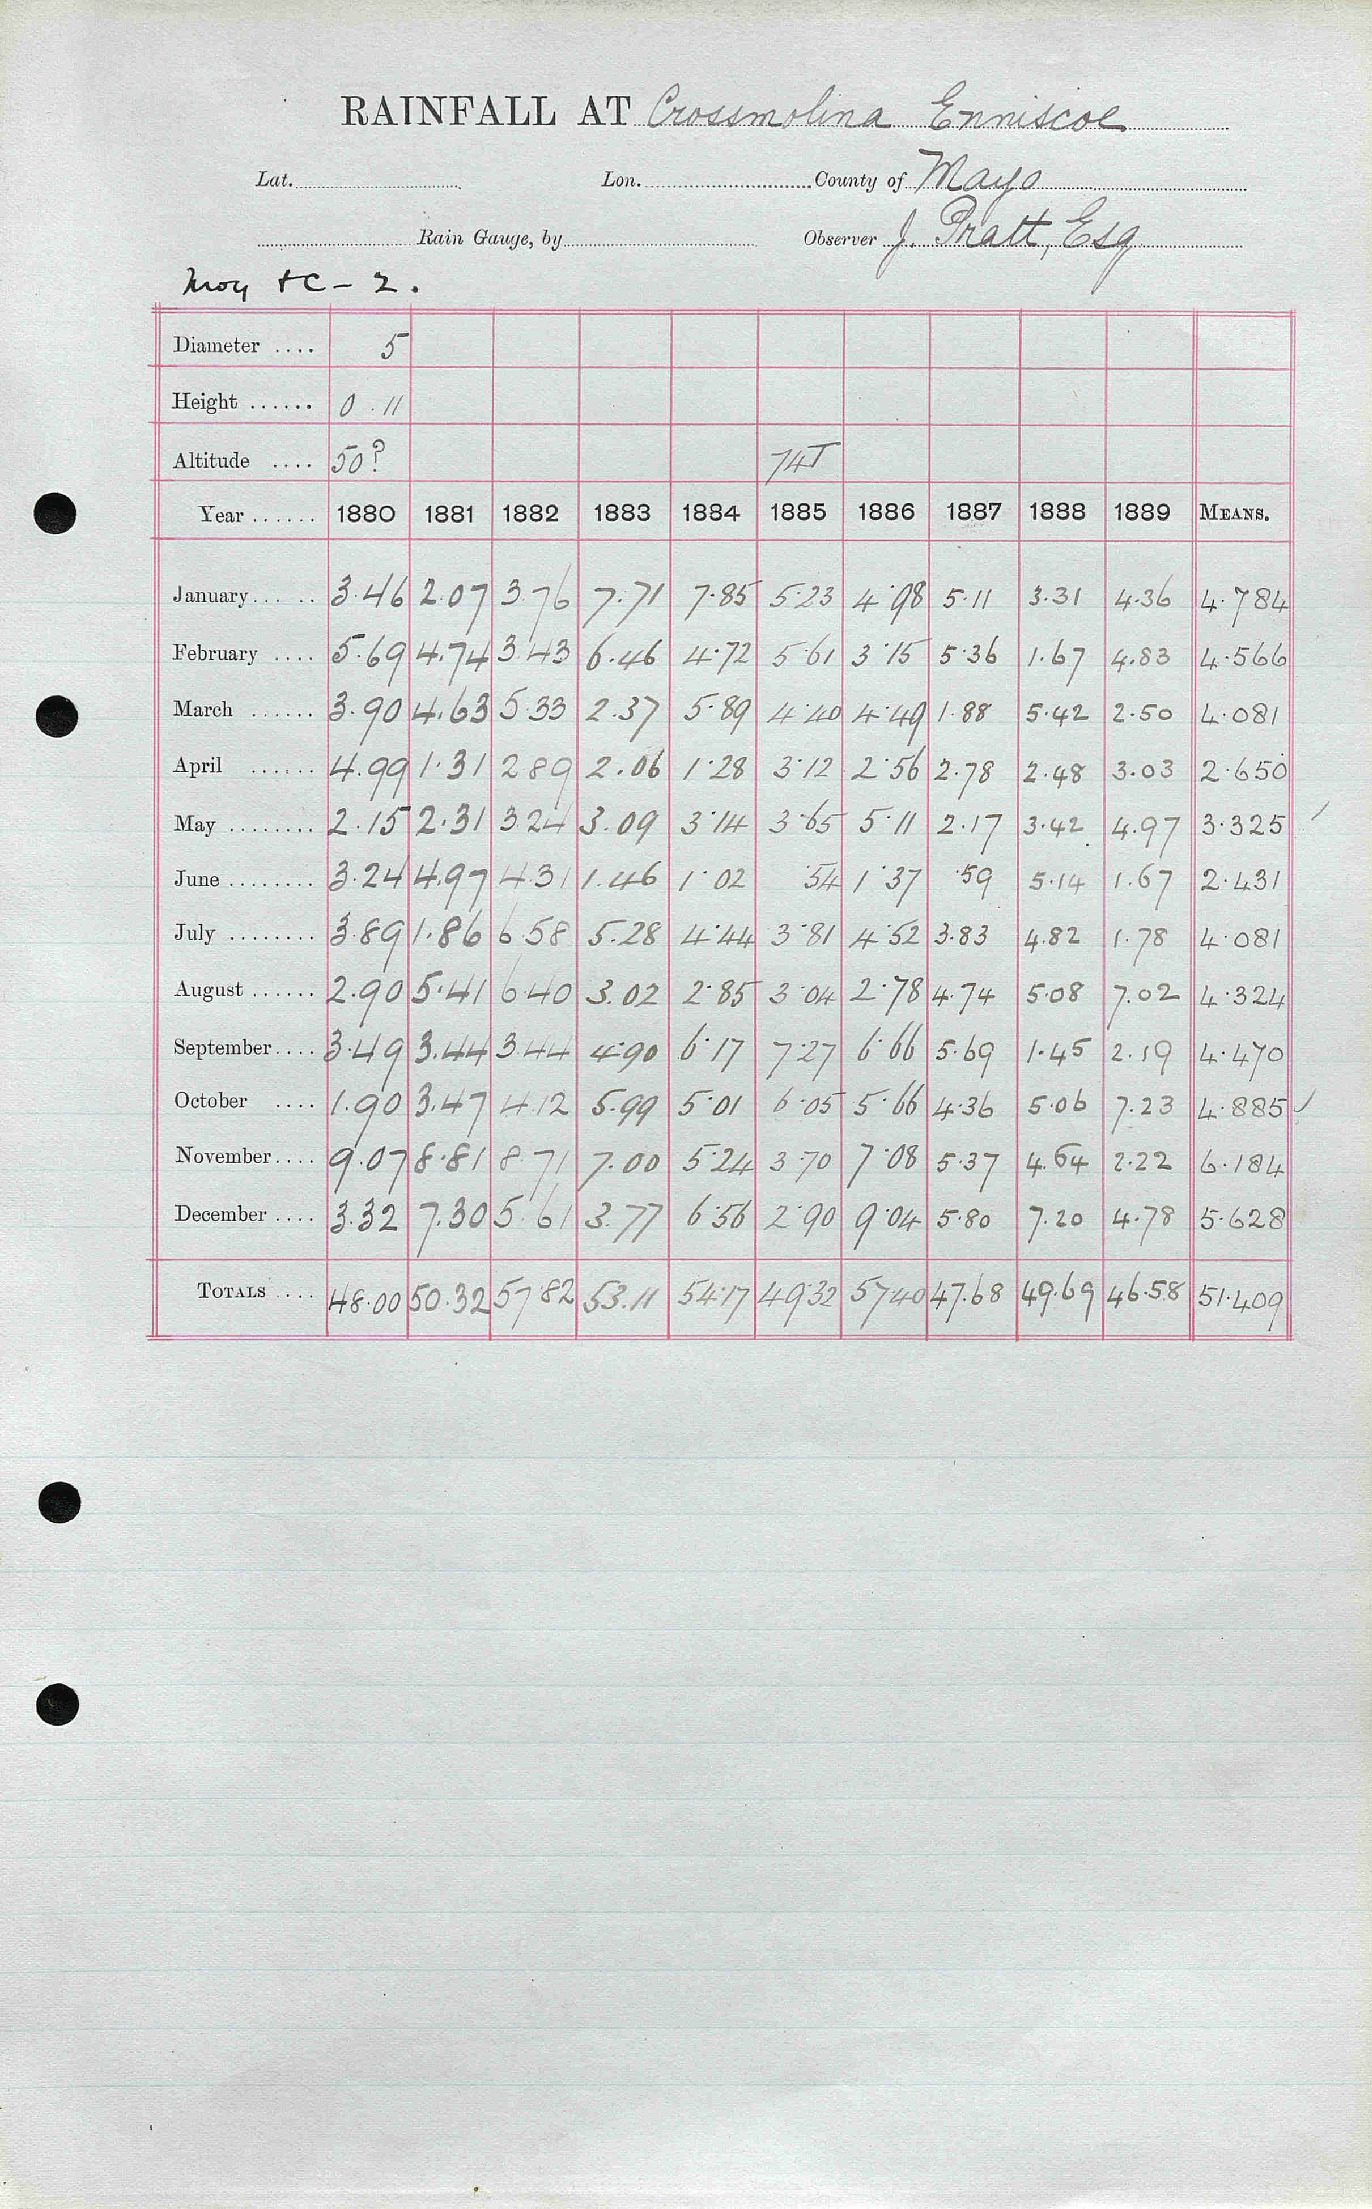 RAINFALL AT Crossmolina Enniscoe
Lat. Lon. County of Mayo
Rain Gauge, by Observer J. Pratt, Esq
Moy &C - 2.
Diameter .... 5
Height ...... 0 . 11
Altitude .... 50? 74T
Year ...... 1880 1881 1882 1883 1884 1885 1886 1887 1888 1889 MEANS.
January...... 3.46 2.07 3.76 7.71 7.85 5.23 4.98 5.11 3.31 4.36 4.784
February .... 5.69 4.74 3.43 6.46 4.72 5.61 3.15 5.36 1.67 4.83 4.566
March ...... 3.90 4.63 5.33 2.37 5.89 4.40 4.49 1.88 5.42 2.50 4.081
April ...... 4.99 1.31 2.89 2.06 1.28 3.12 2.56 2.78 2.48 3.03 2.650
May ........ 2.15 2.31 3.24 3.09 3.14 3.65 5.11 2.17 3.42 4.97 3.325
June ........ 3.24 4.97 4.31 1.46 1.02 .54 1.37 .59 5.14 1.67 2.431
July ........ 3.89 1.86 6.58 5.28 4.44 3.81 4.52 3.83 4.82 1.78 4.081
August ...... 2.90 5.41 6.40 3.02 2.85 3.04 2.78 4.74 5.08 7.02 4.324
September.... 3.49 3.44 3.44 4.90 6.17 7.27 6.66 5.69 1.45 2.19 4.470
October .... 1.90 3.47 4.12 5.99 5.01 6.05 5.66 4.36 5.06 7.23 4.885
November.... 9.07 8.81 8.71 7.00 5.24 3.70 7.08 5.37 4.64 2.22 6.184
December .... 3.32 7.30 5.61 3.77 6.56 2.90 9.04 5.80 7.20 4.78 5.628
TOTALS .... 48.00 50.32 57.82 53.11 54.17 49.32 57.40 47.68 49.69 46.58 51.409